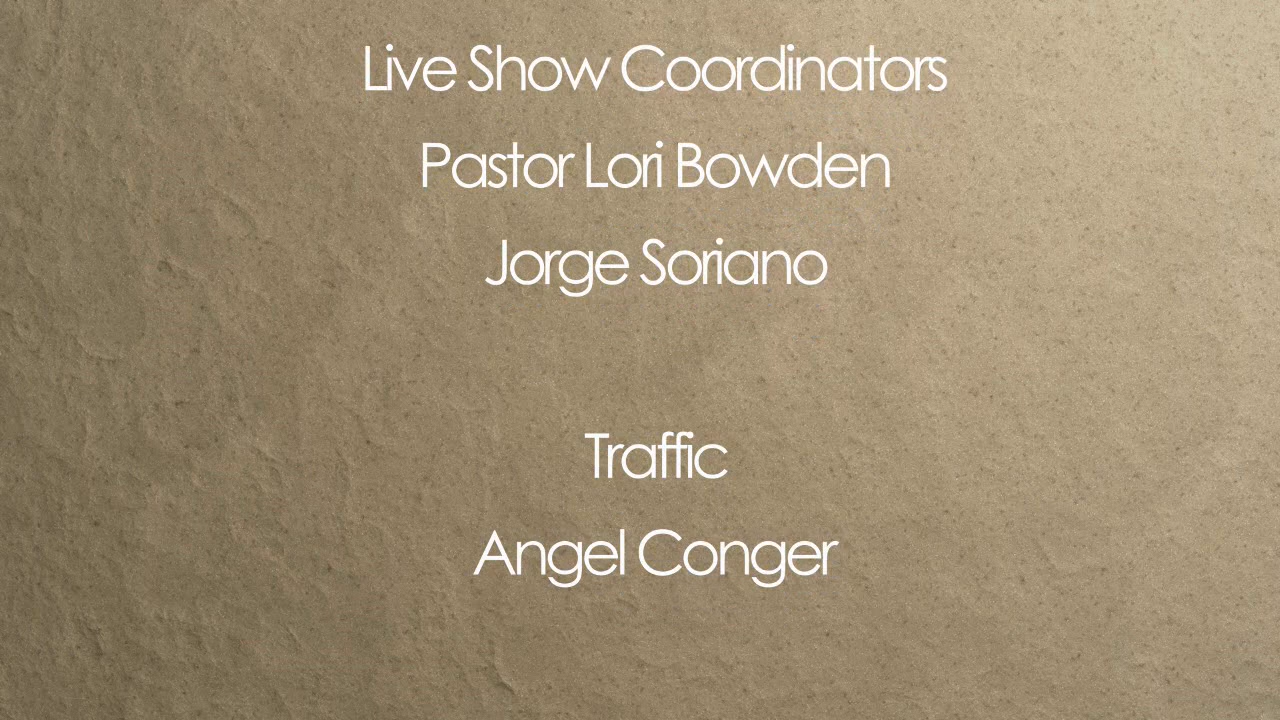 Live Show Coordinators
Pastor Lori Bowden
Jorge Soriano
Traffic
Angel Conger